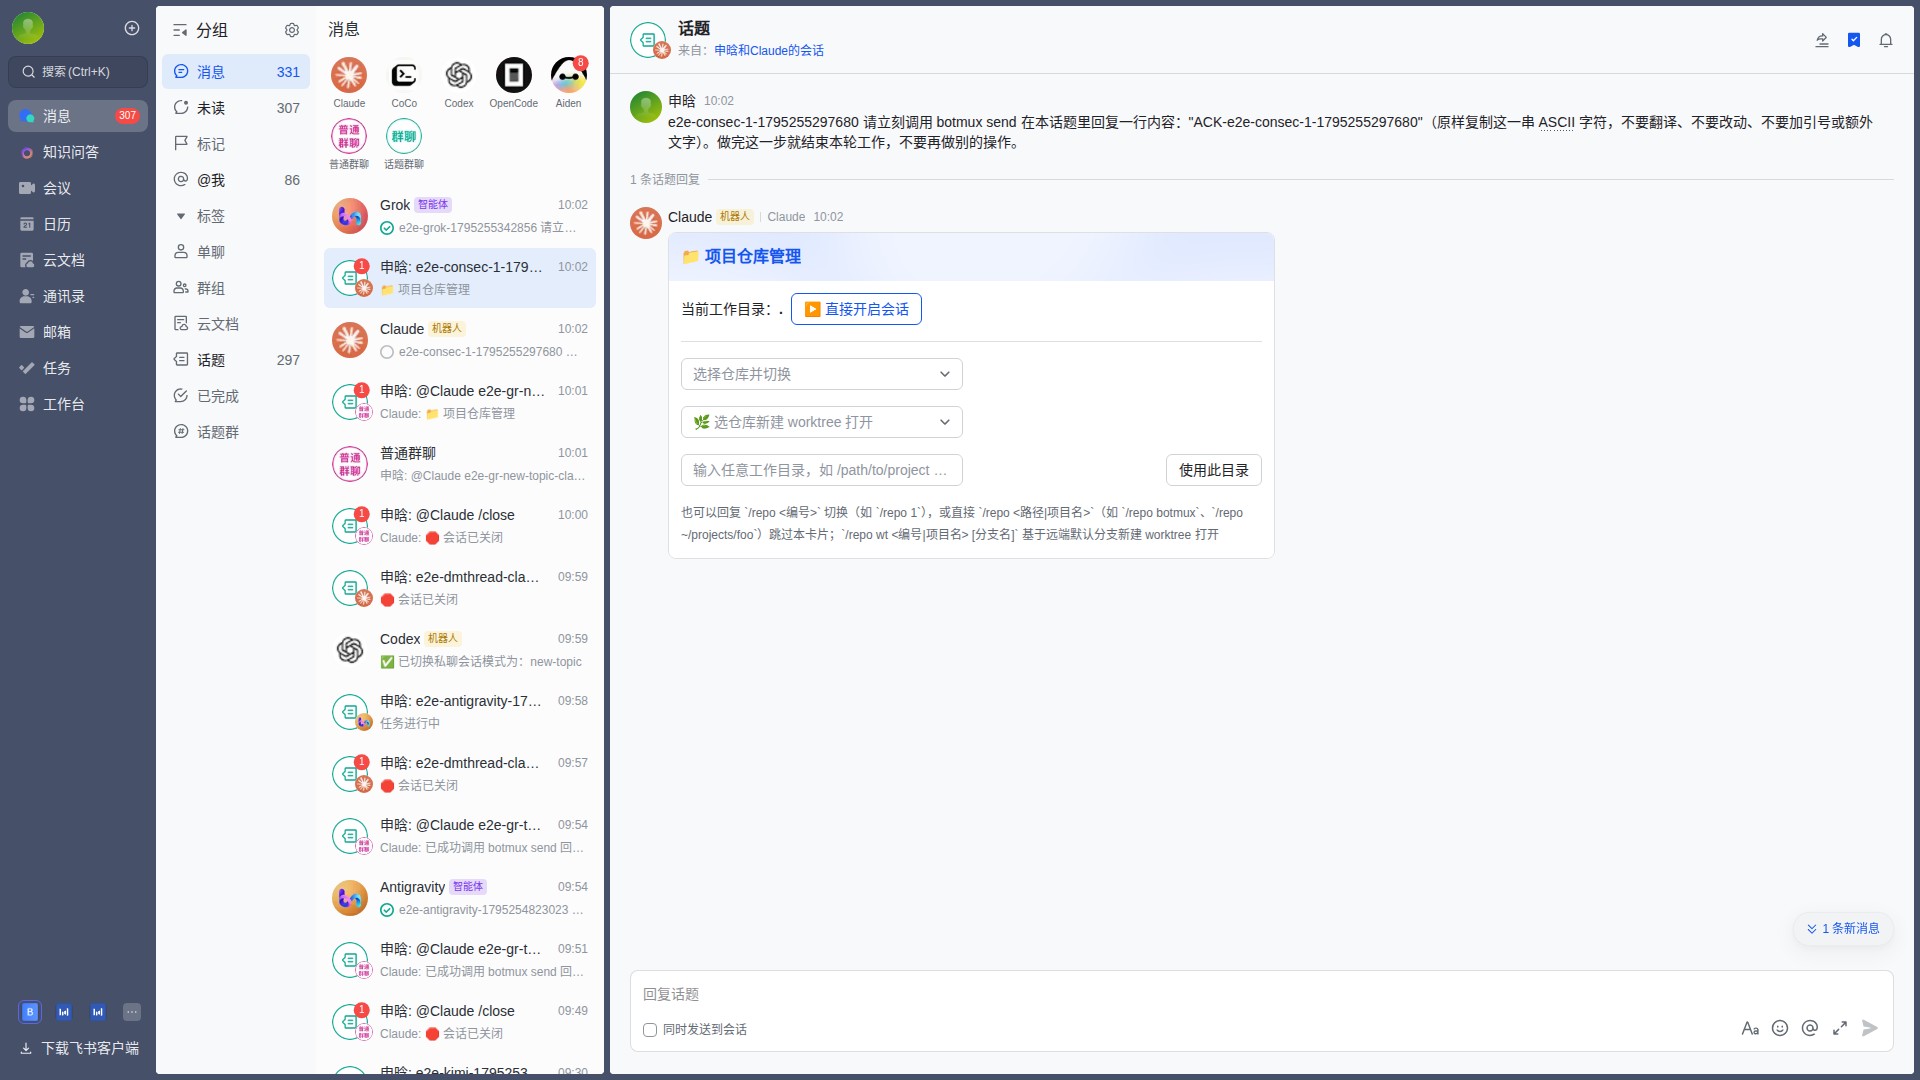 搜索 (Ctrl+K)
消息 307
知识问答
会议
日历
云文档
通讯录
邮箱
任务
工作台
下载飞书客户端
分组
消息 331
未读 307
标记
@我 86
标签
单聊
群组
云文档
话题 297
已完成
话题群
消息
8
Claude CoCo Codex OpenCode Aiden
普通群聊 群聊
普通群聊 话题群聊
Grok 智能体 10:02
e2e-grok-1795255342856 请立…
1 申晗: e2e-consec-1-179… 10:02
📁 项目仓库管理
Claude 机器人 10:02
e2e-consec-1-1795255297680 …
1 申晗: @Claude e2e-gr-n… 10:01
Claude: 📁 项目仓库管理
普通群聊 10:01
申晗: @Claude e2e-gr-new-topic-cla…
1 申晗: @Claude /close 10:00
Claude: 🛑 会话已关闭
申晗: e2e-dmthread-cla… 09:59
🛑 会话已关闭
Codex 机器人 09:59
✅ 已切换私聊会话模式为：new-topic
申晗: e2e-antigravity-17… 09:58
任务进行中
1 申晗: e2e-dmthread-cla… 09:57
🛑 会话已关闭
申晗: @Claude e2e-gr-t… 09:54
Claude: 已成功调用 botmux send 回…
Antigravity 智能体 09:54
e2e-antigravity-1795254823023 …
申晗: @Claude e2e-gr-t… 09:51
Claude: 已成功调用 botmux send 回…
1 申晗: @Claude /close 09:49
Claude: 🛑 会话已关闭
申晗: e2e-kimi-1795253 09:30
话题
来自：申晗和Claude的会话
申晗 10:02
e2e-consec-1-1795255297680 请立刻调用 botmux send 在本话题里回复一行内容："ACK-e2e-consec-1-1795255297680"（原样复制这一串 ASCII 字符，不要翻译、不要改动、不要加引号或额外
文字）。做完这一步就结束本轮工作，不要再做别的操作。
1 条话题回复
Claude 机器人 | Claude 10:02
📁 项目仓库管理
当前工作目录：. ▶️ 直接开启会话
选择仓库并切换
🌿 选仓库新建 worktree 打开
输入任意工作目录，如 /path/to/project … 使用此目录
也可以回复 `/repo <编号>` 切换（如 `/repo 1`），或直接 `/repo <路径|项目名>`（如 `/repo botmux`、`/repo
~/projects/foo`）跳过本卡片；`/repo wt <编号|项目名> [分支名]` 基于远端默认分支新建 worktree 打开
1 条新消息
回复话题
同时发送到会话